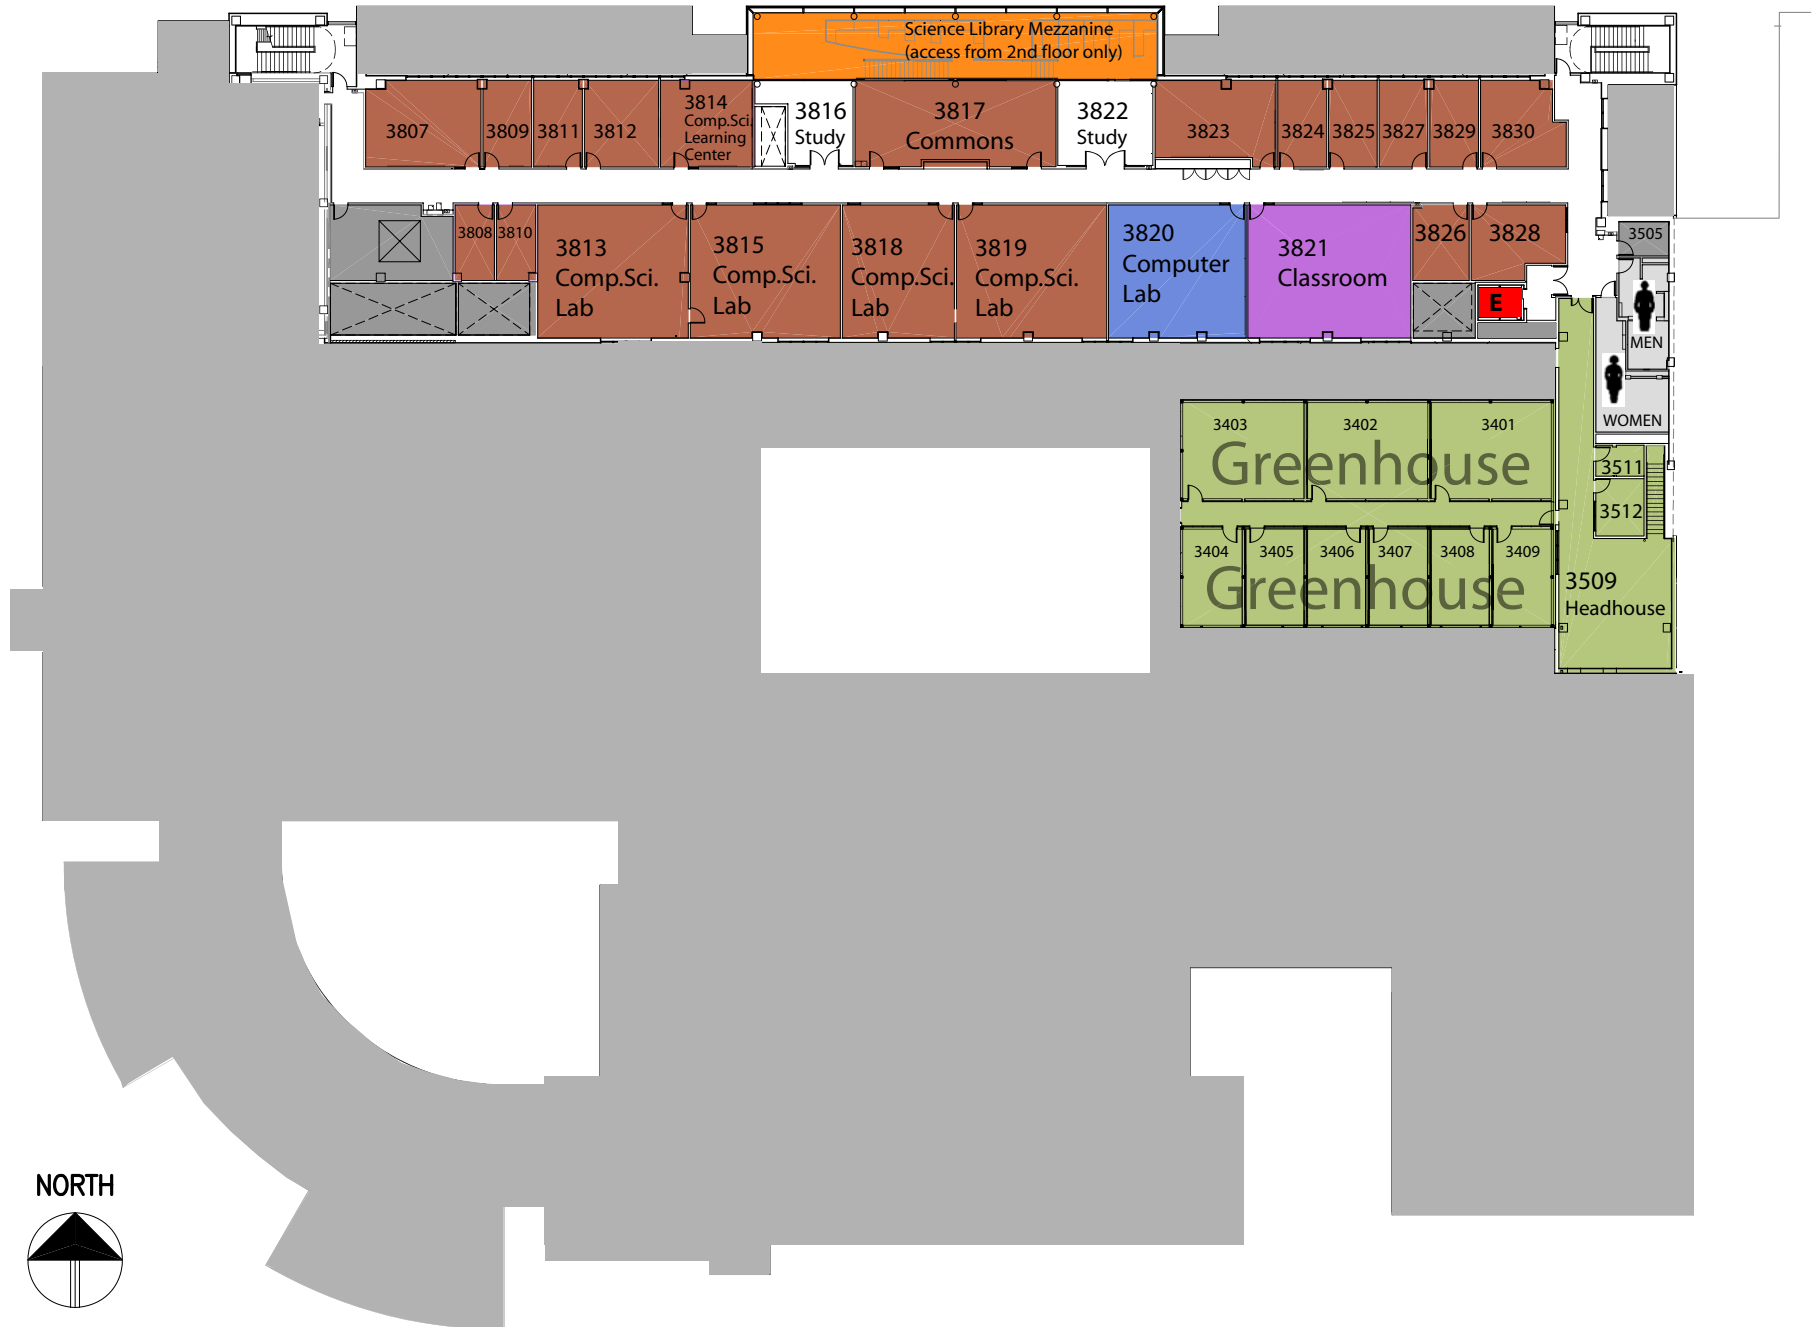 Science Library Mezzanine
(access from 2nd floor only)
3807
3809
3811
3812
3814
Comp.Sci.
Learning
Center
3816
Study
3817
Commons
3822
Study
3823
3824
3825
3827
3829
3830
3808
3810
3813
Comp.Sci.
Lab
3815
Comp.Sci.
Lab
3818
Comp.Sci.
Lab
3819
Comp.Sci.
Lab
3820
Computer
Lab
3821
Classroom
3826
3828
E
3505
MEN
WOMEN
3403
3402
3401
Greenhouse
3511
3512
3404
3405
3406
3407
3408
3409
Greenhouse
3509
Headhouse
NORTH